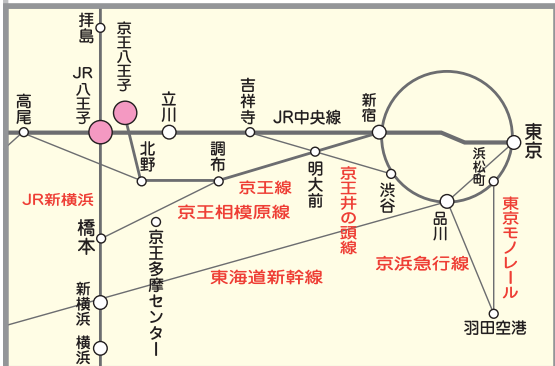 拝島
京王八王子
JR八王子
高尾
立川
吉祥寺
JR中央線
新宿
東京
浜松町
北野
調布
明大前
渋谷
品川
京王線
京王井の頭線
東京モノレール
JR新横浜
京王相模原線
橋本
京王多摩センター
東海道新幹線
京浜急行線
新横浜
横浜
羽田空港